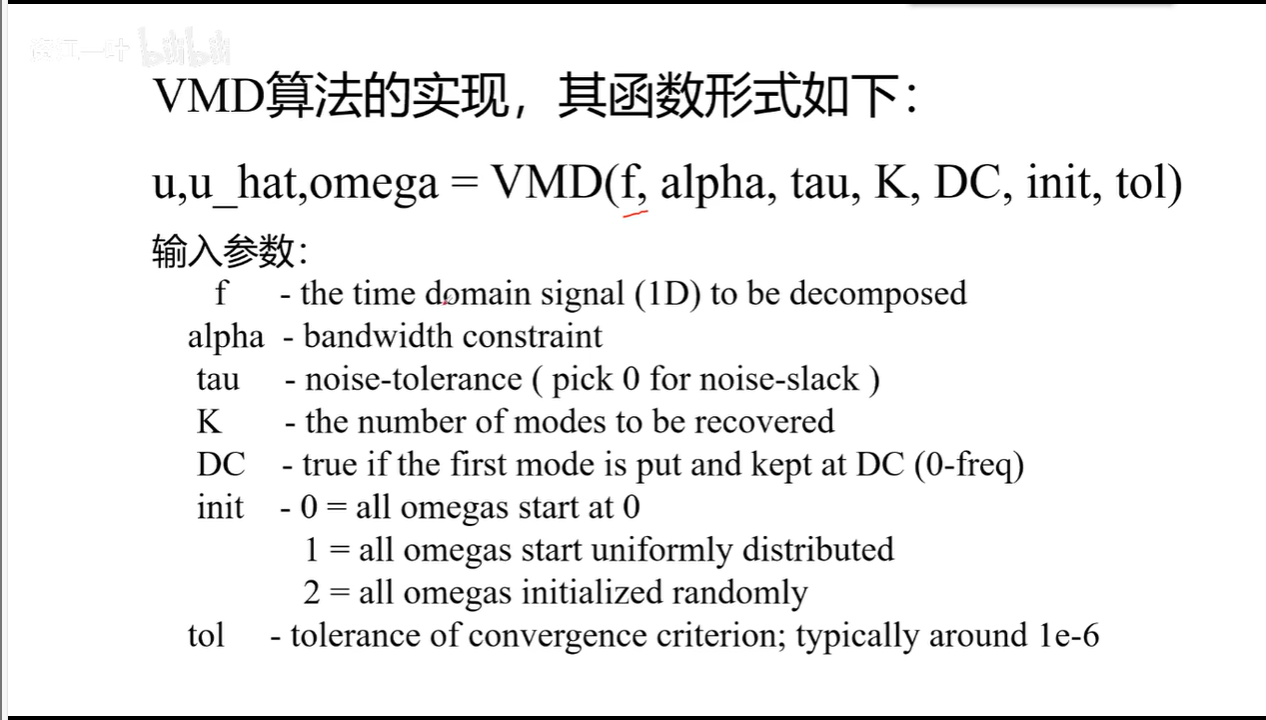 bilibili
VMD算法的实现，其函数形式如下：
u,u_hat,omega = VMD(f, alpha, tau, K, DC, init, tol)
输入参数：
f - the time domain signal (1D) to be decomposed
alpha - bandwidth constraint
tau - noise-tolerance ( pick 0 for noise-slack )
K - the number of modes to be recovered
DC - true if the first mode is put and kept at DC (0-freq)
init - 0 = all omegas start at 0
1 = all omegas start uniformly distributed
2 = all omegas initialized randomly
tol - tolerance of convergence criterion; typically around 1e-6